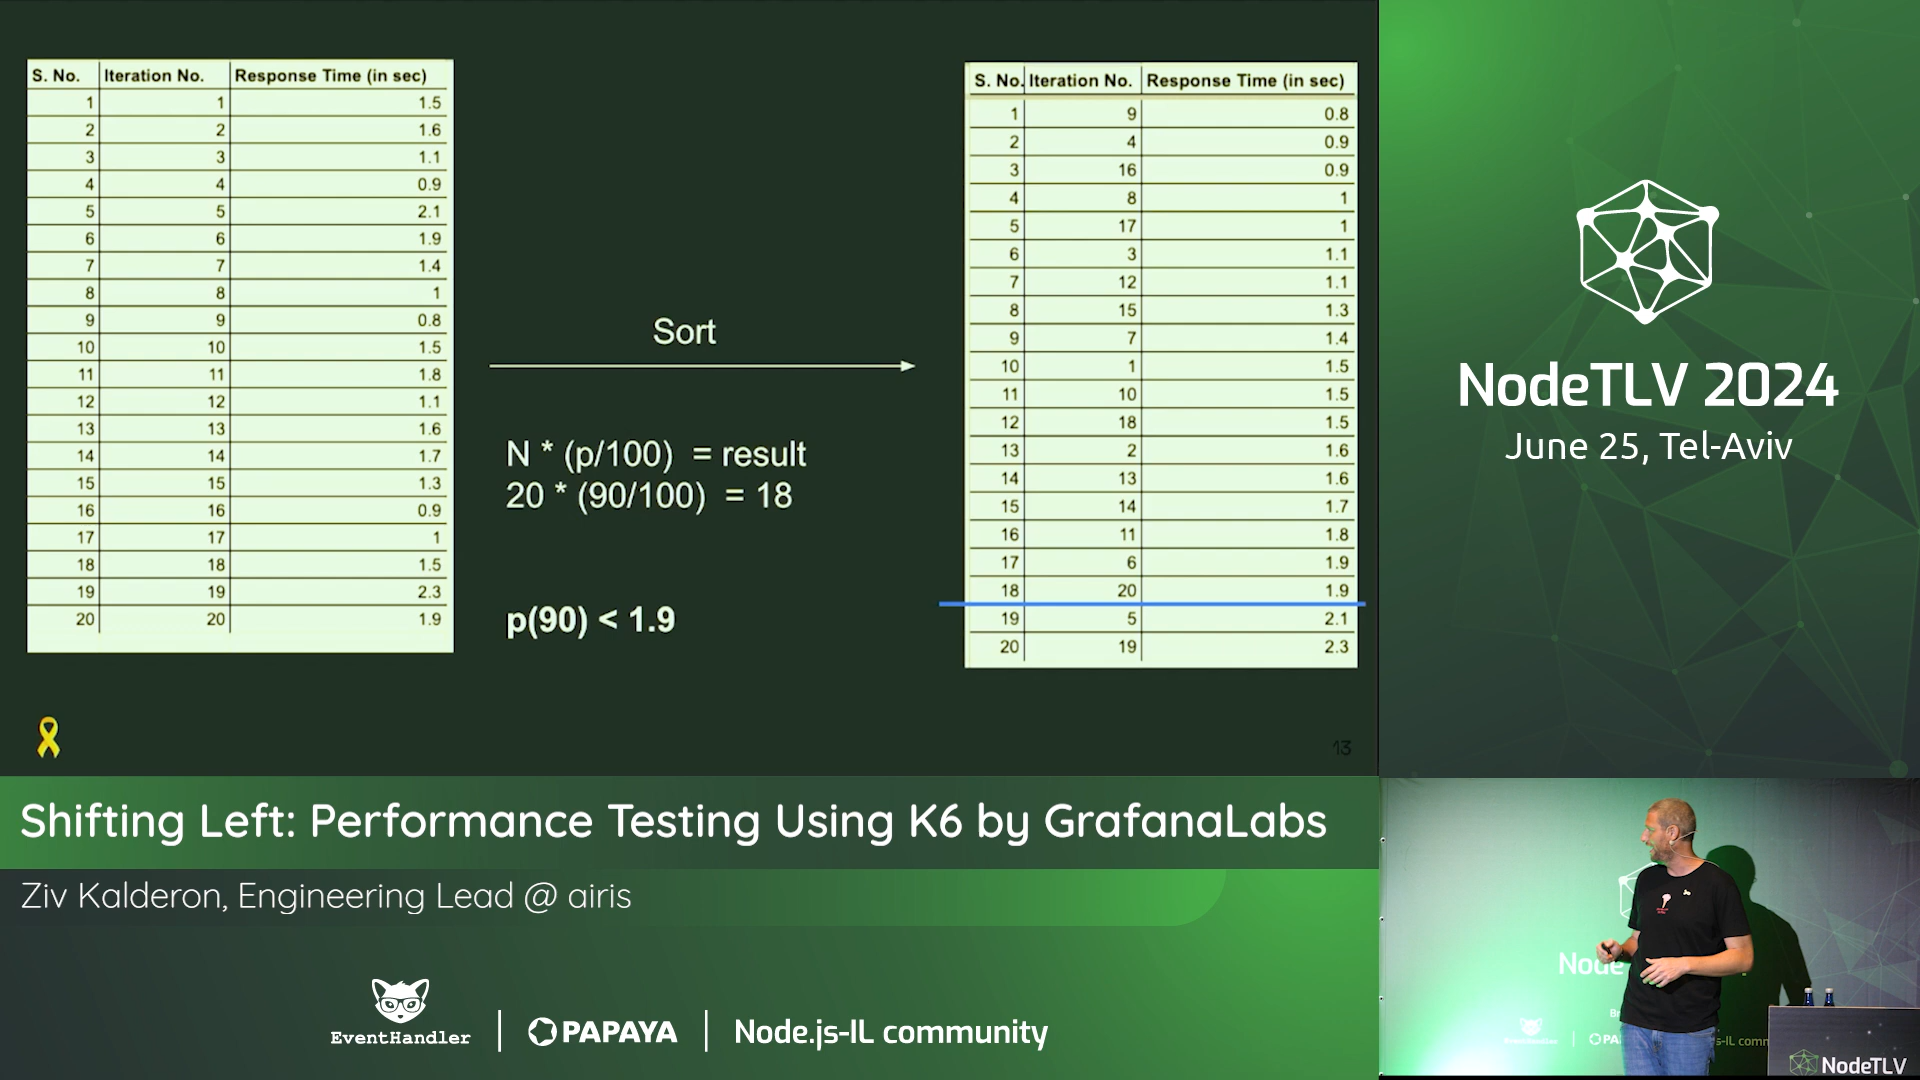 S. No. Iteration No. Response Time (in sec)
1 1 1.5
2 2 1.6
3 3 1.1
4 4 0.9
5 5 2.1
6 6 1.9
7 7 1.4
8 8 1
9 9 0.8
10 10 1.5
11 11 1.8
12 12 1.1
13 13 1.6
14 14 1.7
15 15 1.3
16 16 0.9
17 17 1
18 18 1.5
19 19 2.3
20 20 1.9
Sort
N * (p/100) = result
20 * (90/100) = 18
p(90) < 1.9
S. No. Iteration No. Response Time (in sec)
1 9 0.8
2 4 0.9
3 16 0.9
4 8 1
5 17 1
6 3 1.1
7 12 1.1
8 15 1.3
9 7 1.4
10 1 1.5
11 10 1.5
12 18 1.5
13 2 1.6
14 13 1.6
15 14 1.7
16 11 1.8
17 6 1.9
18 20 1.9
19 5 2.1
20 19 2.3
13
NodeTLV 2024
June 25, Tel-Aviv
Shifting Left: Performance Testing Using K6 by GrafanaLabs
Ziv Kalderon, Engineering Lead @ airis
EventHandler
PAPAYA
Node.js-IL community
Node
NodeTLV